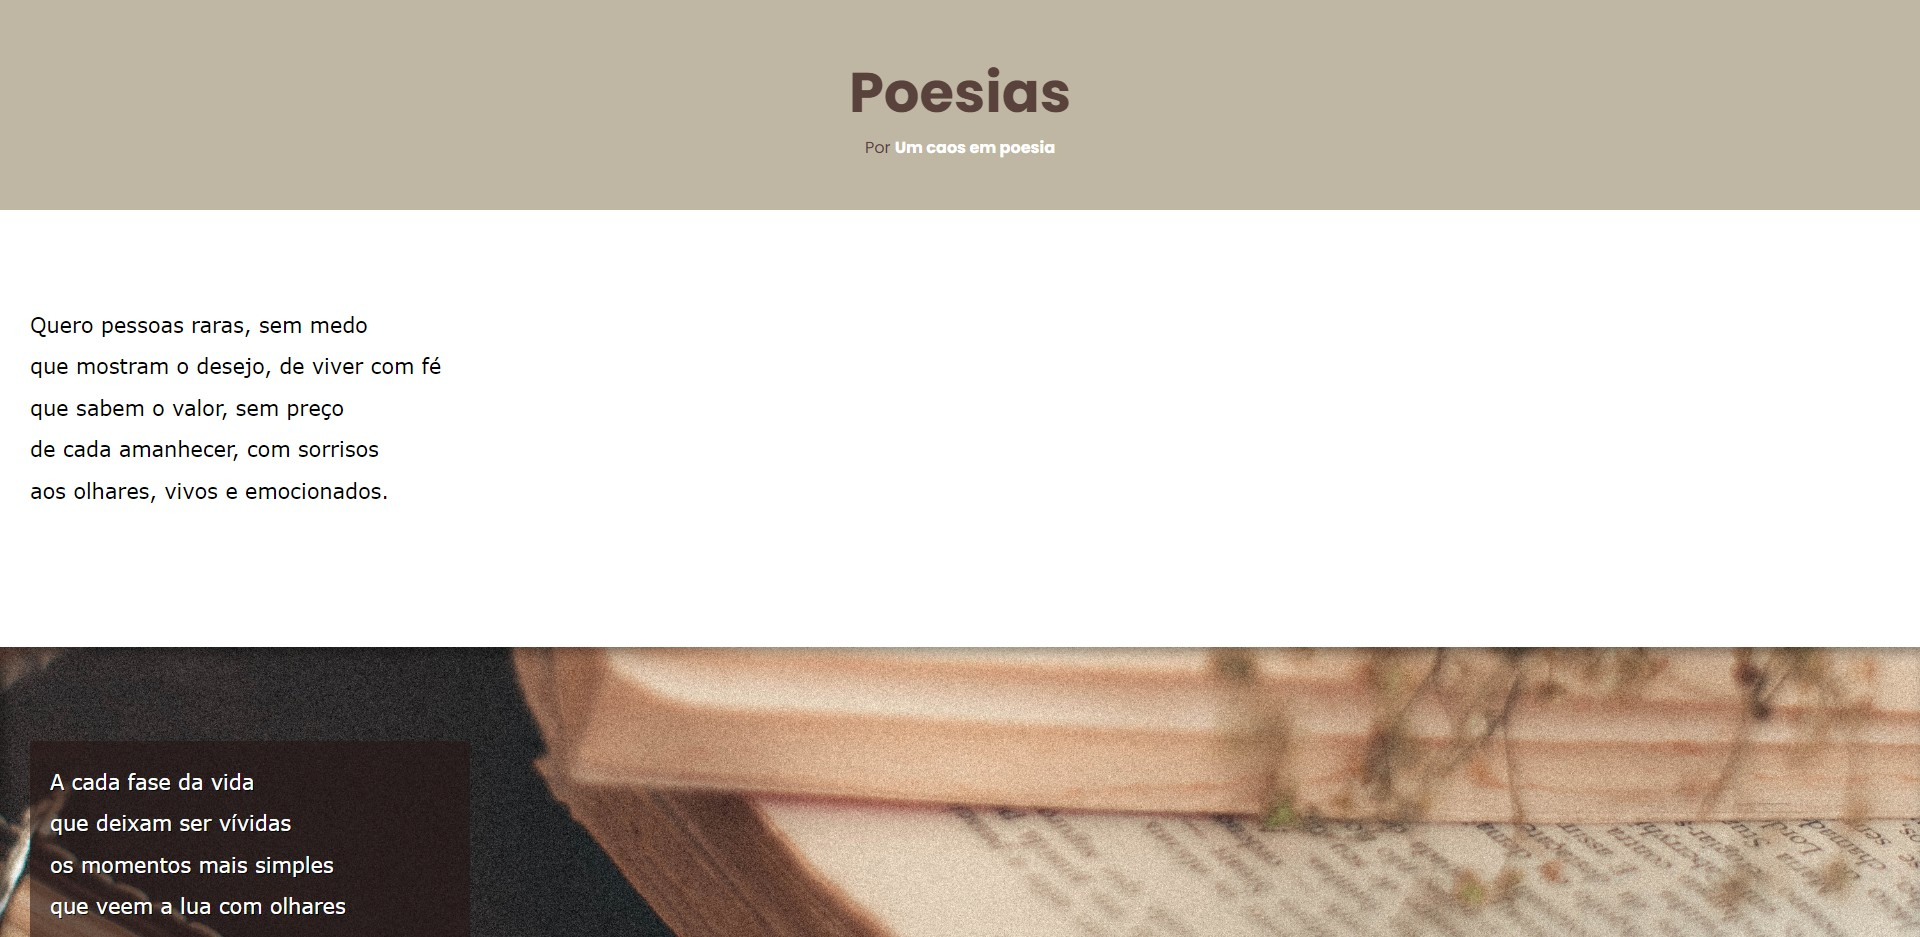 Poesias
Por Um caos em poesia
Quero pessoas raras, sem medo
que mostram o desejo, de viver com fé
que sabem o valor, sem preço
de cada amanhecer, com sorrisos
aos olhares, vivos e emocionados.
A cada fase da vida
que deixam ser vívidas
os momentos mais simples
que veem a lua com olhares